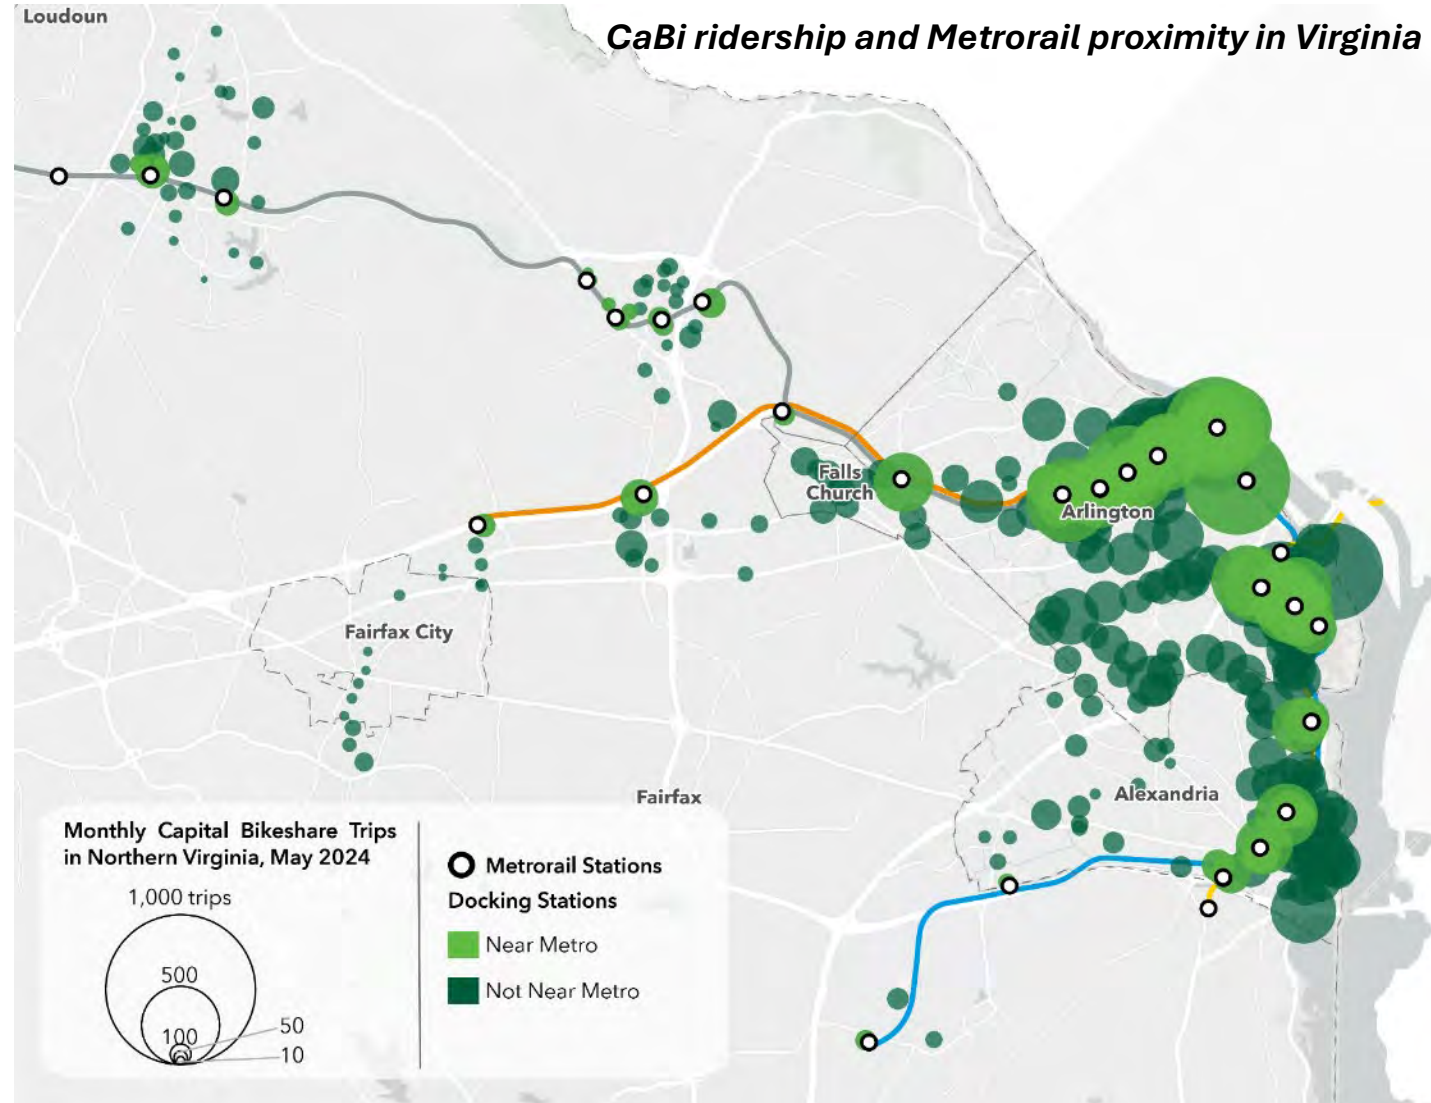 Loudoun
CaBi ridership and Metrorail proximity in Virginia
Falls
Church
Arlington
Fairfax City
Fairfax
Alexandria
Monthly Capital Bikeshare Trips
in Northern Virginia, May 2024
1,000 trips
500
100
50
10
Metrorail Stations
Docking Stations
Near Metro
Not Near Metro